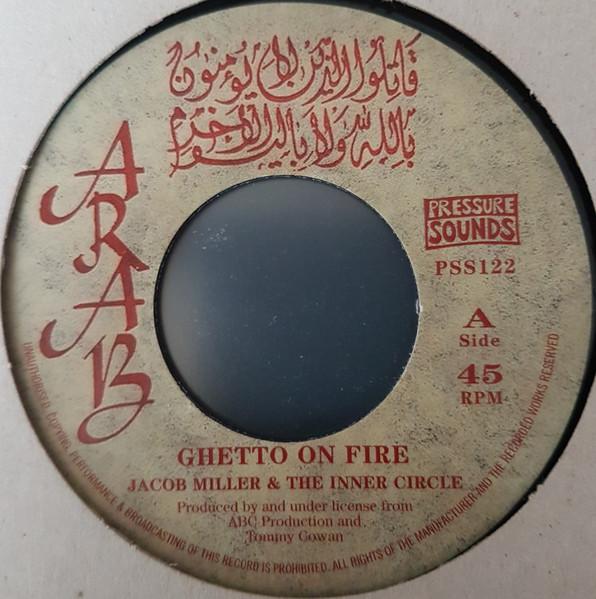 قاتلوا الذين لا يؤمنون
بالله ولا باليوم الاخر
ARAB
PRESSURE
SOUNDS
PSS122
A
Side
45
RPM
GHETTO ON FIRE
JACOB MILLER & THE INNER CIRCLE
Produced by and under license from
ABC Production and
Tommy Cowan
UNAUTHORISED COPYING, PERFORMANCE & BROADCASTING OF THIS RECORD IS PROHIBITED. ALL RIGHTS OF THE MANUFACTURER AND THE RECORDED WORKS RESERVED